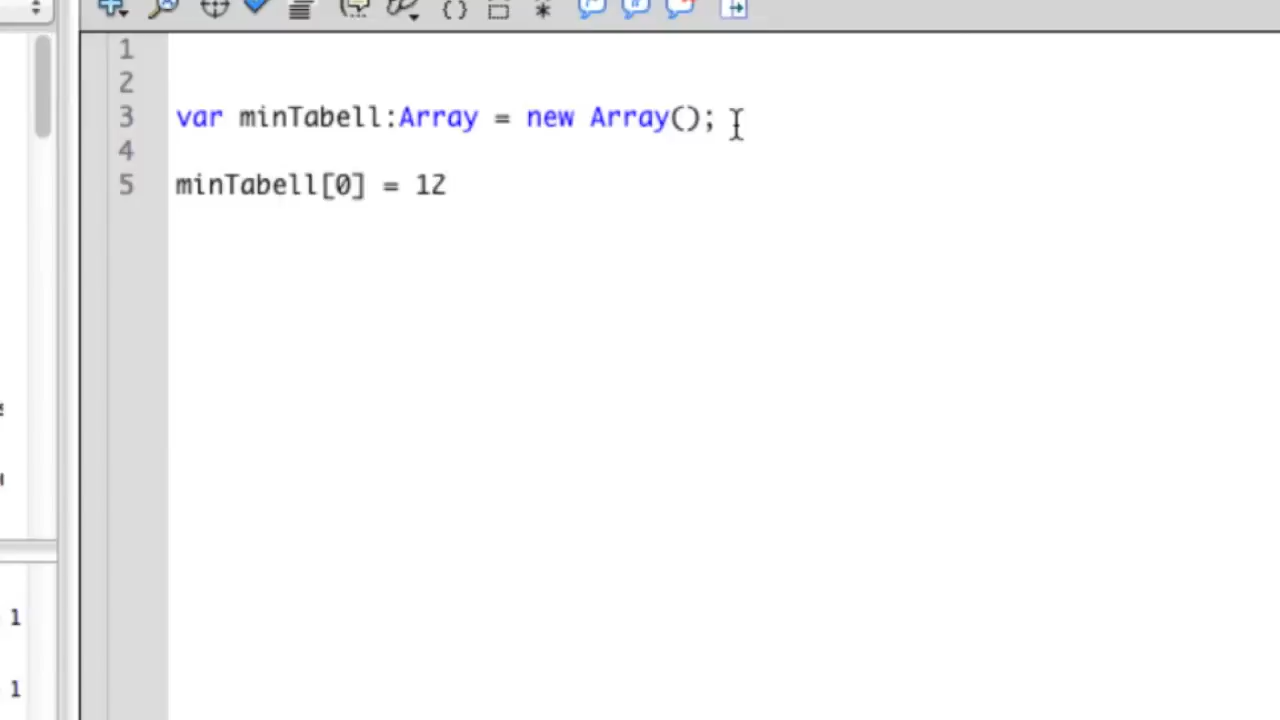 1
2
3 var minTabell:Array = new Array();
4
5 minTabell[0] = 12
1
1